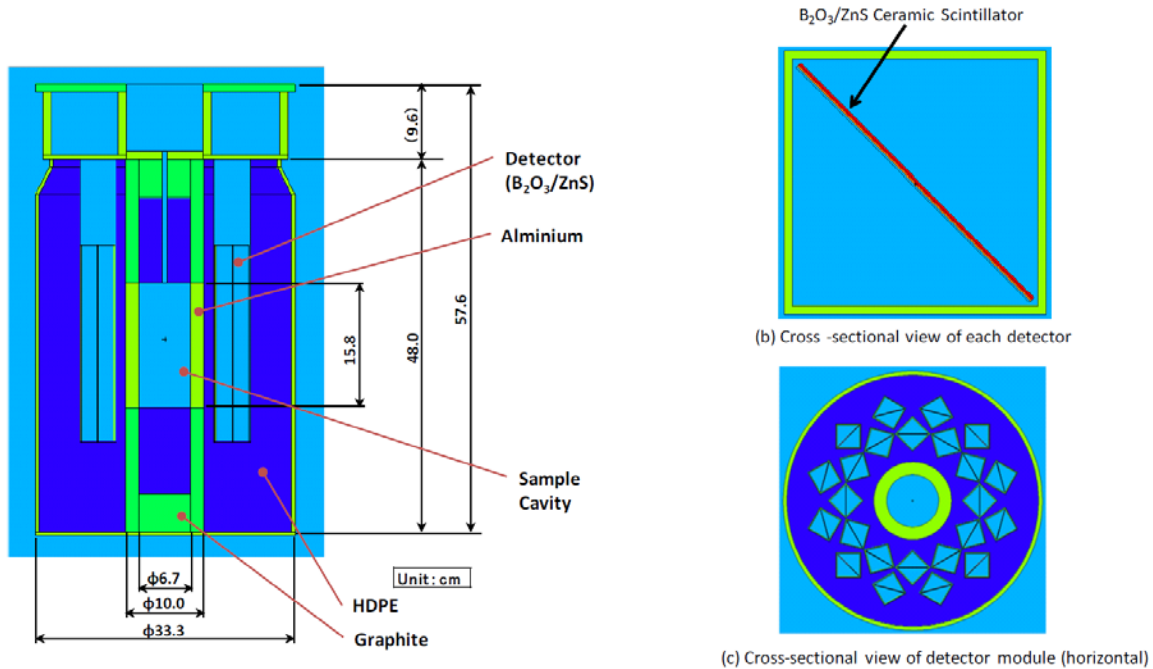 B₂O₃/ZnS Ceramic Scintillator
(9.6)
Detector
(B₂O₃/ZnS)
Alminium
57.6
48.0
15.8
(b) Cross -sectional view of each detector
Sample
Cavity
ϕ6.7
ϕ10.0
ϕ33.3
Unit: cm
HDPE
Graphite
(c) Cross-sectional view of detector module (horizontal)